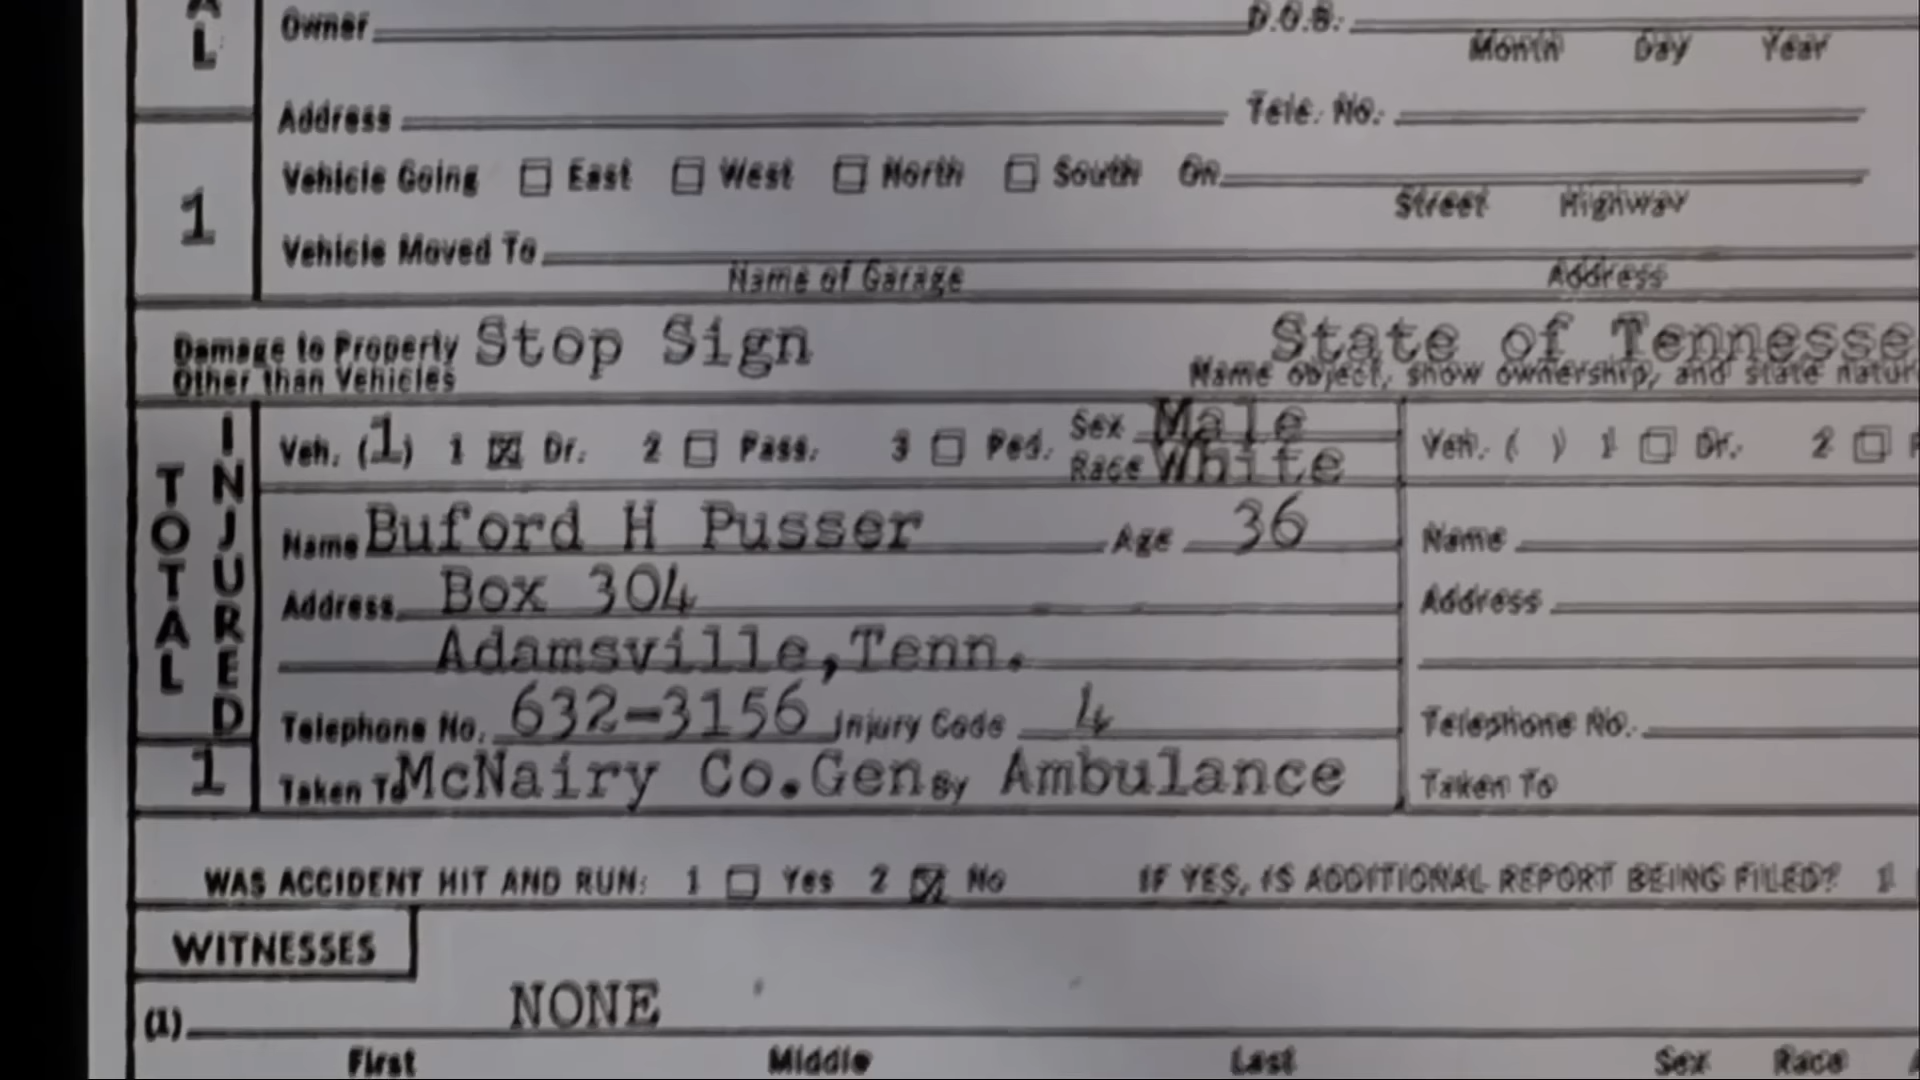 A
L
Owner D.O.B.
Month Day Year
Address Tele. No.
Vehicle Going East West North South On
Street Highway
1
Vehicle Moved To
Name of Garage Address
Damage to Property Stop Sign State of Tennesse
Other than Vehicles Name object, show ownership, and state natur
TOTAL INJURED
Veh. (1) 1 Dr. 2 Pass. 3 Ped. Sex Male Veh. ( ) 1 Dr. 2
Race White
Name Buford H Pusser Age 36 Name
Address Box 304 Address
Adamsville, Tenn.
Telephone No. 632-3156 Injury Code 4 Telephone No.
1
Taken To McNairy Co.Gen By Ambulance Taken To
WAS ACCIDENT HIT AND RUN: 1 Yes 2 No IF YES, IS ADDITIONAL REPORT BEING FILED? 1
WITNESSES
(1) NONE
First Middle Last Sex Race